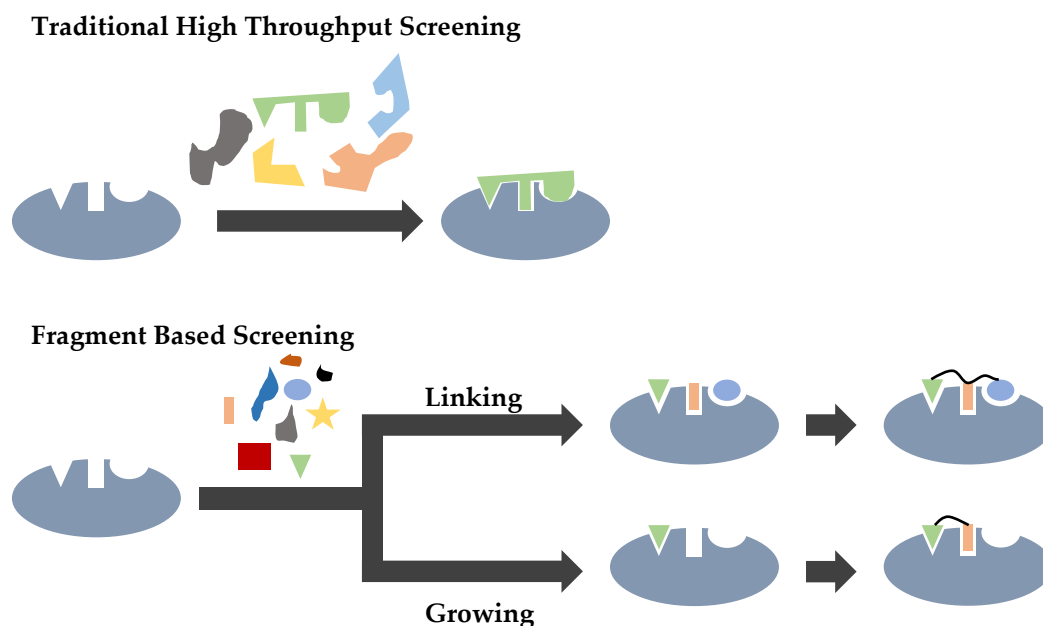 Traditional High Throughput Screening
Fragment Based Screening
Linking
Growing